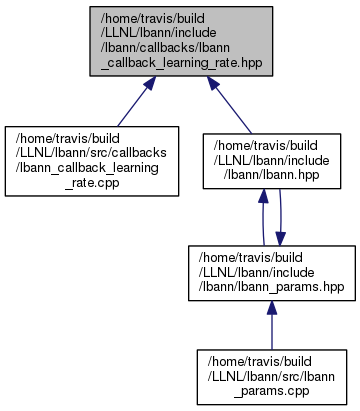 /home/travis/build
/LLNL/lbann/include
/lbann/callbacks/lbann
_callback_learning_rate.hpp
/home/travis/build
/LLNL/lbann/src/callbacks
/lbann_callback_learning
_rate.cpp
/home/travis/build
/LLNL/lbann/include
/lbann/lbann.hpp
/home/travis/build
/LLNL/lbann/include
/lbann/lbann_params.hpp
/home/travis/build
/LLNL/lbann/src/lbann
_params.cpp